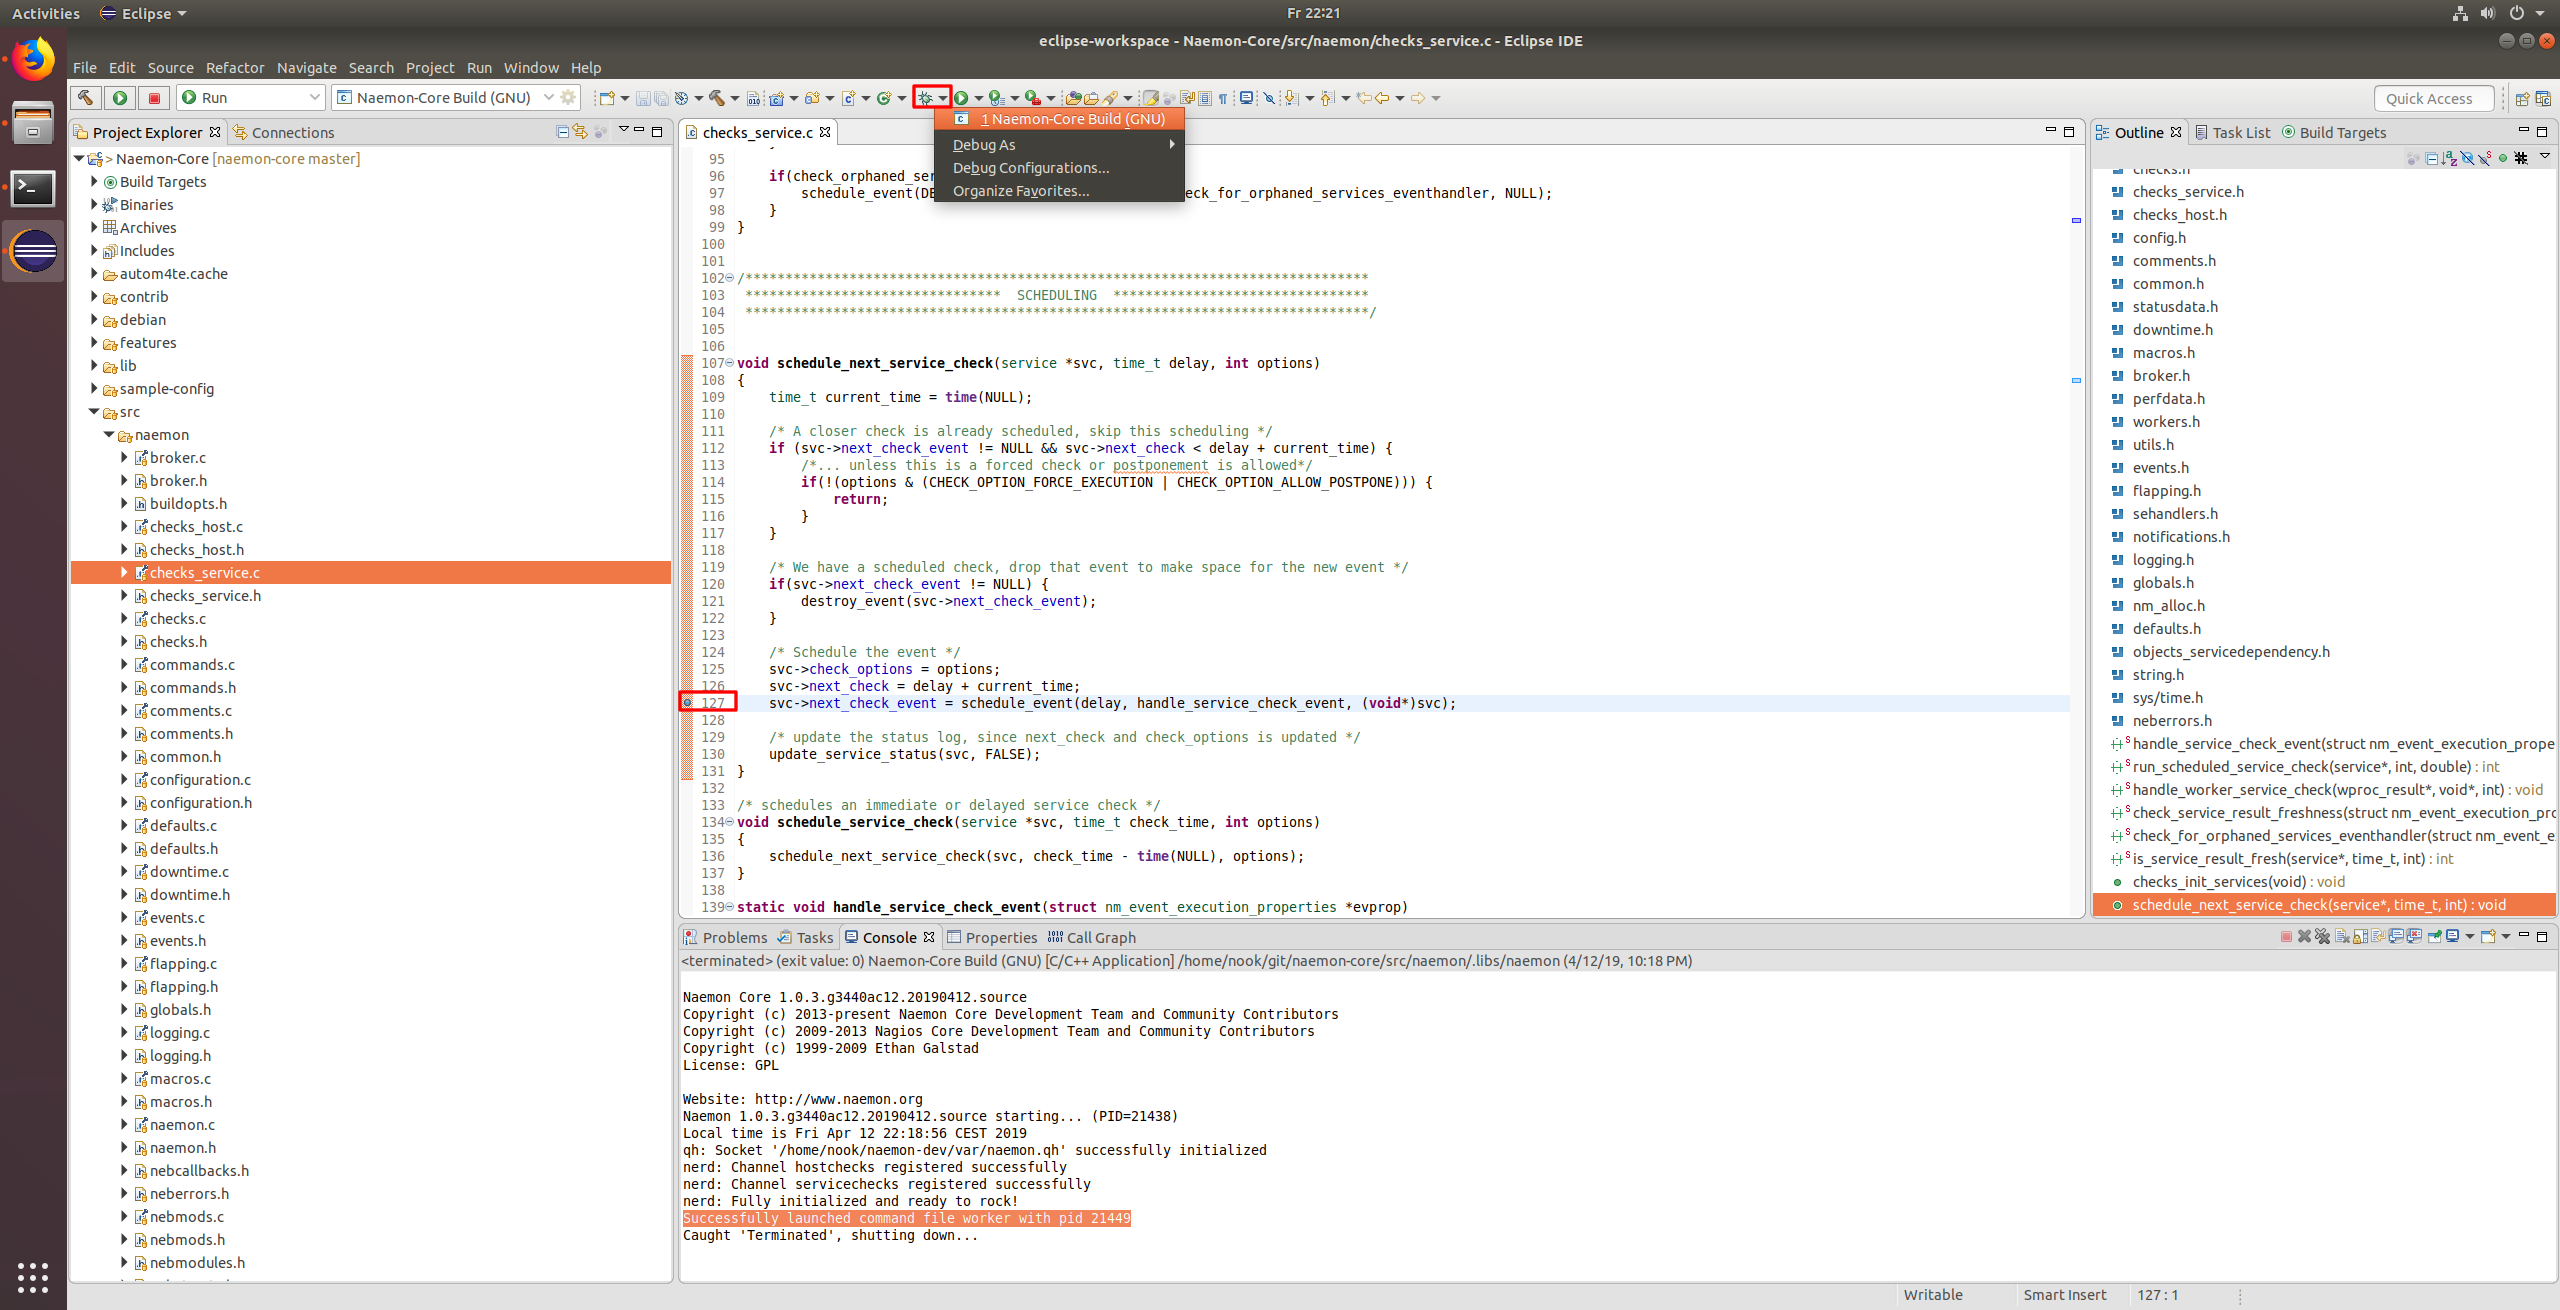 Activities
Eclipse
Fr 22:21
eclipse-workspace - Naemon-Core/src/naemon/checks_service.c - Eclipse IDE
File Edit Source Refactor Navigate Search Project Run Window Help
Run
Naemon-Core Build (GNU)
Quick Access
Project Explorer
Connections
> Naemon-Core [naemon-core master]
Build Targets
Binaries
Archives
Includes
autom4te.cache
contrib
debian
features
lib
sample-config
src
naemon
broker.c
broker.h
buildopts.h
checks_host.c
checks_host.h
checks_service.c
checks_service.h
checks.c
checks.h
commands.c
commands.h
comments.c
comments.h
common.h
configuration.c
configuration.h
defaults.c
defaults.h
downtime.c
downtime.h
events.c
events.h
flapping.c
flapping.h
globals.h
logging.c
logging.h
macros.c
macros.h
naemon.c
naemon.h
nebcallbacks.h
neberrors.h
nebmods.c
nebmods.h
nebmodules.h
checks_service.c
1 Naemon-Core Build (GNU)
Debug As
Debug Configurations...
Organize Favorites...
95
96 if(check_orphaned_ser
97 schedule_event(DE eck_for_orphaned_services_eventhandler, NULL);
98 }
99 }
100
101
102 /******************************************************************************
103 ******************************** SCHEDULING ********************************
104 ******************************************************************************/
105
106
107 void schedule_next_service_check(service *svc, time_t delay, int options)
108 {
109 time_t current_time = time(NULL);
110
111 /* A closer check is already scheduled, skip this scheduling */
112 if (svc->next_check_event != NULL && svc->next_check < delay + current_time) {
113 /*... unless this is a forced check or postponement is allowed*/
114 if(!(options & (CHECK_OPTION_FORCE_EXECUTION | CHECK_OPTION_ALLOW_POSTPONE))) {
115 return;
116 }
117 }
118
119 /* We have a scheduled check, drop that event to make space for the new event */
120 if(svc->next_check_event != NULL) {
121 destroy_event(svc->next_check_event);
122 }
123
124 /* Schedule the event */
125 svc->check_options = options;
126 svc->next_check = delay + current_time;
127 svc->next_check_event = schedule_event(delay, handle_service_check_event, (void*)svc);
128
129 /* update the status log, since next_check and check_options is updated */
130 update_service_status(svc, FALSE);
131 }
132
133 /* schedules an immediate or delayed service check */
134 void schedule_service_check(service *svc, time_t check_time, int options)
135 {
136 schedule_next_service_check(svc, check_time - time(NULL), options);
137 }
138
139 static void handle_service_check_event(struct nm_event_execution_properties *evprop)
Outline
Task List
Build Targets
checks.h
checks_service.h
checks_host.h
config.h
comments.h
common.h
statusdata.h
downtime.h
macros.h
broker.h
perfdata.h
workers.h
utils.h
events.h
flapping.h
sehandlers.h
notifications.h
logging.h
globals.h
nm_alloc.h
defaults.h
objects_servicedependency.h
string.h
sys/time.h
neberrors.h
handle_service_check_event(struct nm_event_execution_prope
run_scheduled_service_check(service*, int, double) : int
handle_worker_service_check(wproc_result*, void*, int) : void
check_service_result_freshness(struct nm_event_execution_pro
check_for_orphaned_services_eventhandler(struct nm_event_e
is_service_result_fresh(service*, time_t, int) : int
checks_init_services(void) : void
schedule_next_service_check(service*, time_t, int) : void
Problems
Tasks
Console
Properties
Call Graph
<terminated> (exit value: 0) Naemon-Core Build (GNU) [C/C++ Application] /home/nook/git/naemon-core/src/naemon/.libs/naemon (4/12/19, 10:18 PM)
Naemon Core 1.0.3.g3440ac12.20190412.source
Copyright (c) 2013-present Naemon Core Development Team and Community Contributors
Copyright (c) 2009-2013 Nagios Core Development Team and Community Contributors
Copyright (c) 1999-2009 Ethan Galstad
License: GPL
Website: http://www.naemon.org
Naemon 1.0.3.g3440ac12.20190412.source starting... (PID=21438)
Local time is Fri Apr 12 22:18:56 CEST 2019
qh: Socket '/home/nook/naemon-dev/var/naemon.qh' successfully initialized
nerd: Channel hostchecks registered successfully
nerd: Channel servicechecks registered successfully
nerd: Fully initialized and ready to rock!
Successfully launched command file worker with pid 21449
Caught 'Terminated', shutting down...
Writable
Smart Insert
127 : 1